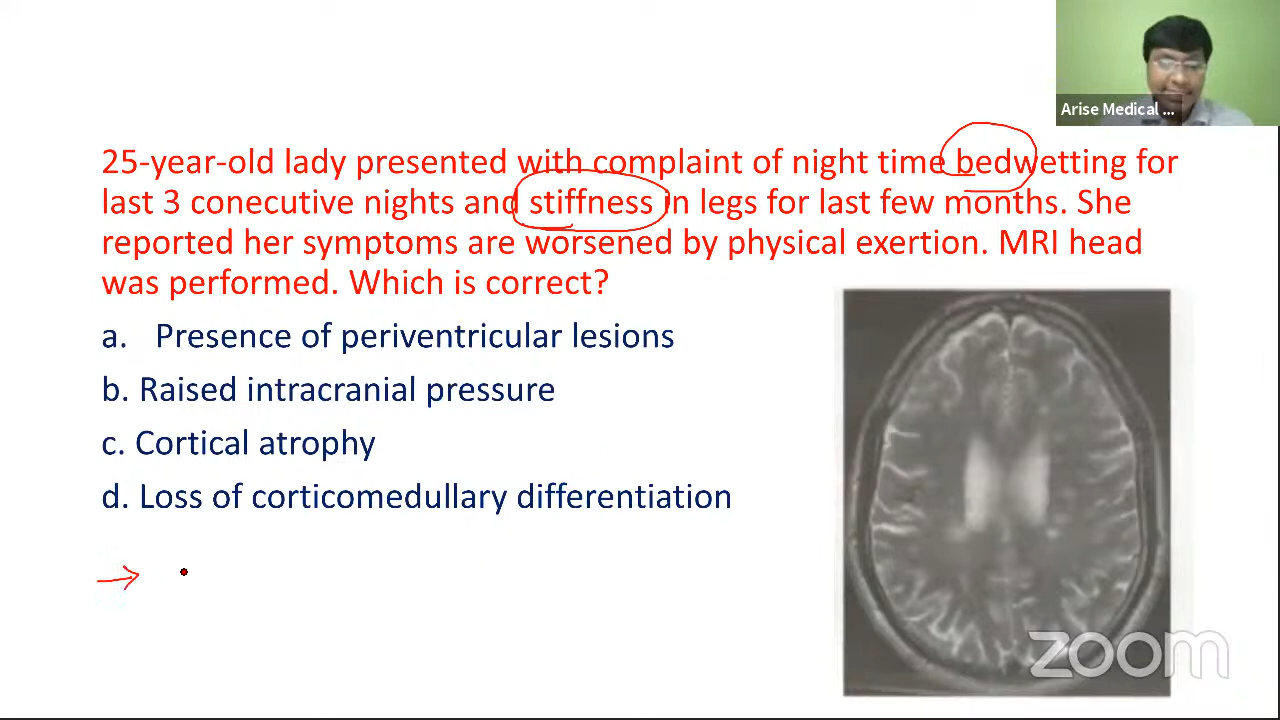 Arise Medical ...
25-year-old lady presented with complaint of night time bedwetting for
last 3 conecutive nights and stiffness in legs for last few months. She
reported her symptoms are worsened by physical exertion. MRI head
was performed. Which is correct?
a. Presence of periventricular lesions
b. Raised intracranial pressure
c. Cortical atrophy
d. Loss of corticomedullary differentiation
zoom